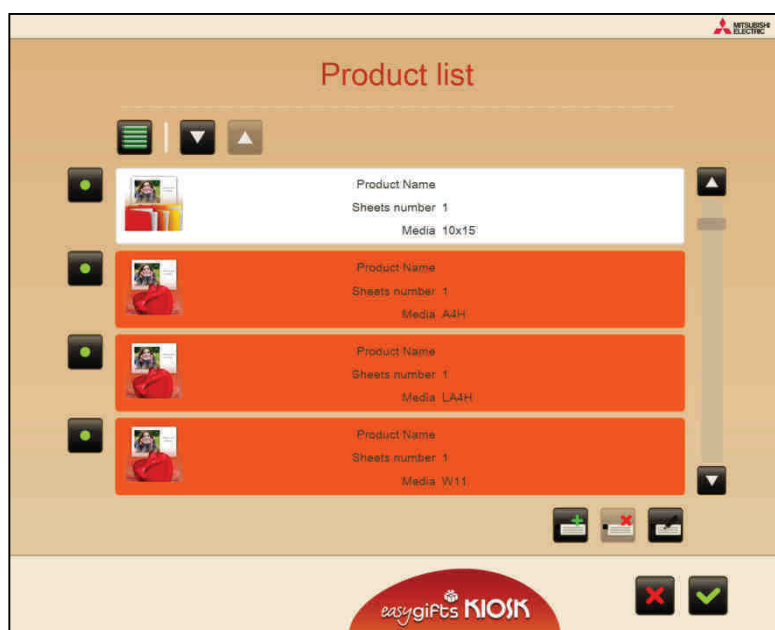 MITSUBISHI
ELECTRIC
Product list
Product Name
Sheets number 1
Media 10x15
Product Name
Sheets number 1
Media A4H
Product Name
Sheets number 1
Media LA4H
Product Name
Sheets number 1
Media W11
easygifts KIOSK